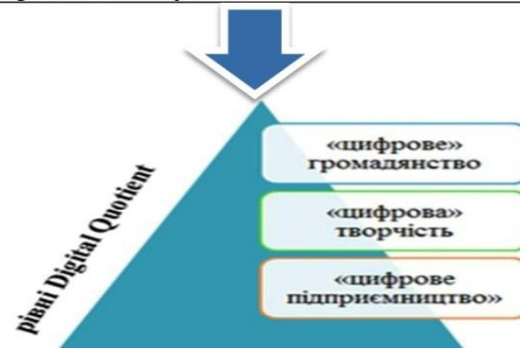 рівні Digital Quotient
«цифрове»
громадянство
«цифрова»
творчість
«цифрове
підприємництво»